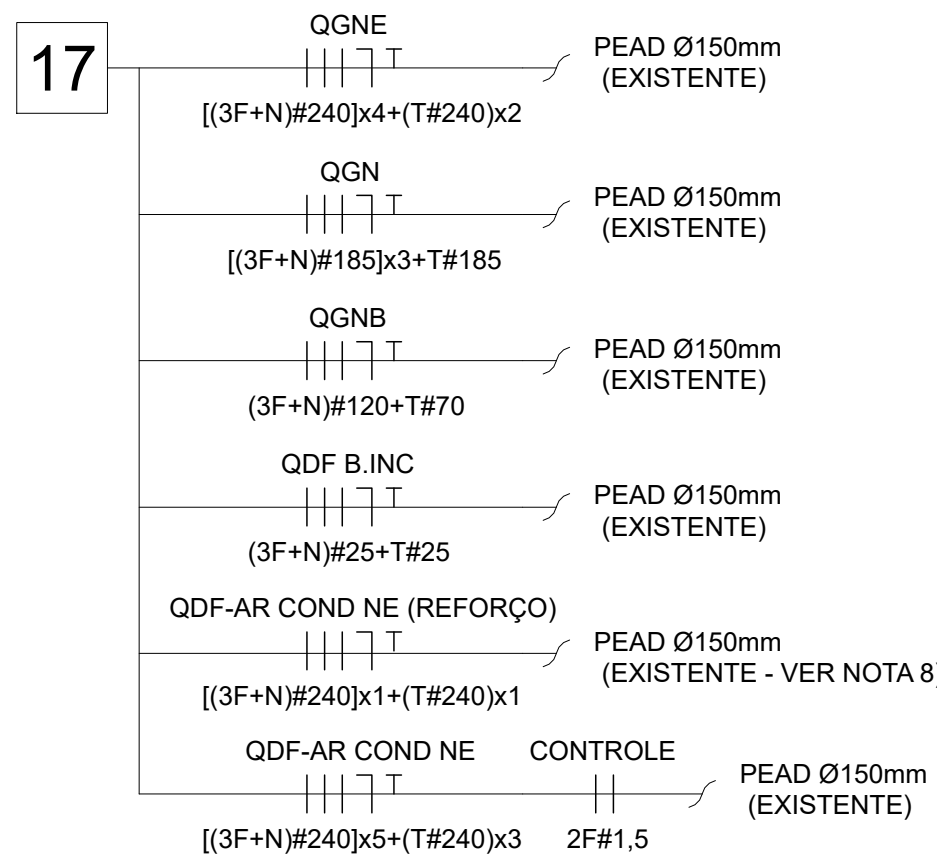 17
QGNE
PEAD Ø150mm
(EXISTENTE)
[(3F+N)#240]x4+(T#240)x2
QGN
PEAD Ø150mm
(EXISTENTE)
[(3F+N)#185]x3+T#185
QGNB
PEAD Ø150mm
(EXISTENTE)
(3F+N)#120+T#70
QDF B.INC
PEAD Ø150mm
(EXISTENTE)
(3F+N)#25+T#25
QDF-AR COND NE (REFORÇO)
PEAD Ø150mm
(EXISTENTE - VER NOTA 8)
[(3F+N)#240]x1+(T#240)x1
QDF-AR COND NE
CONTROLE
PEAD Ø150mm
(EXISTENTE)
[(3F+N)#240]x5+(T#240)x3
2F#1,5